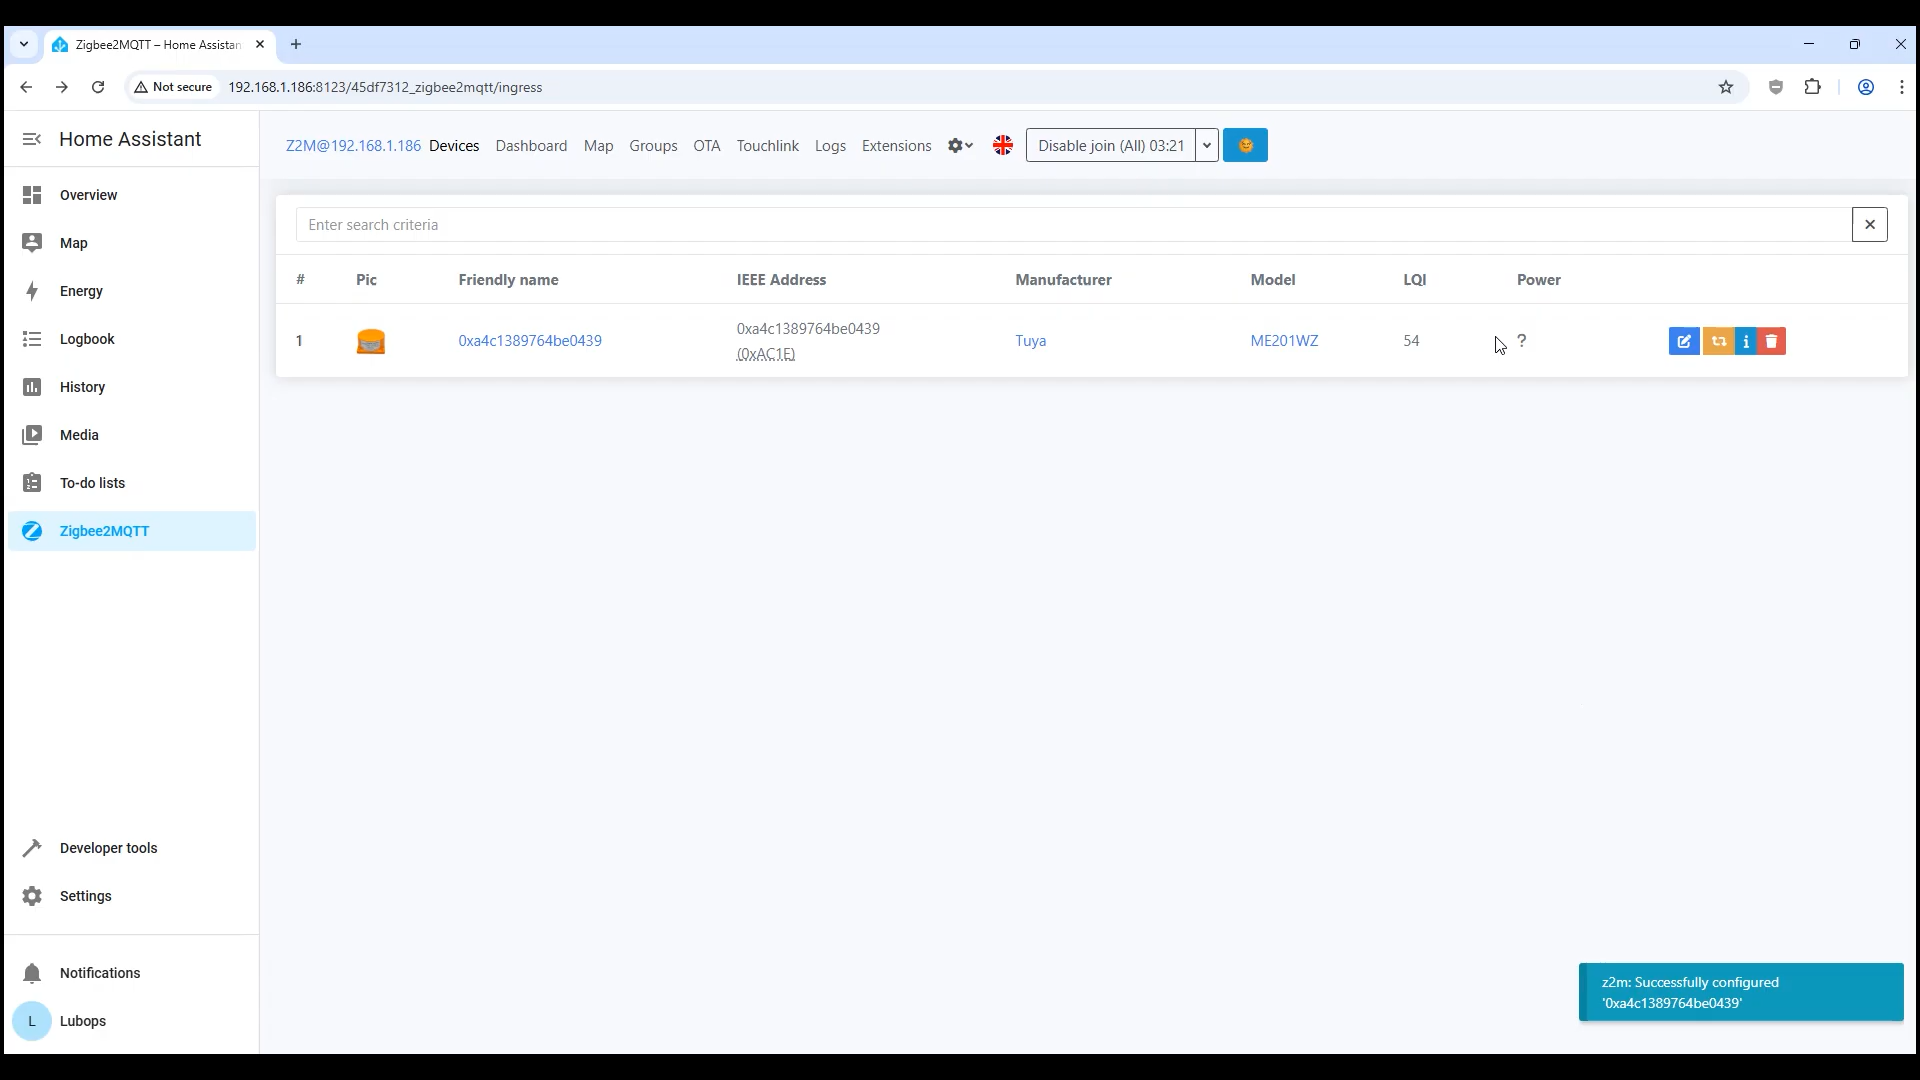 Zigbee2MQTT – Home Assistan
Not secure
192.168.1.186:8123/45df7312_zigbee2mqtt/ingress
Home Assistant
Z2M@192.168.1.186 Devices Dashboard Map Groups OTA Touchlink Logs Extensions Disable join (All) 03:21
Overview
Map
Energy
Logbook
History
Media
To-do lists
Zigbee2MQTT
Developer tools
Settings
Notifications
L Lubops
Enter search criteria
# Pic Friendly name IEEE Address Manufacturer Model LQI Power
1 0xa4c1389764be0439 0xa4c1389764be0439 Tuya ME201WZ 54 ?
(0xAC1E)
z2m: Successfully configured
'0xa4c1389764be0439'